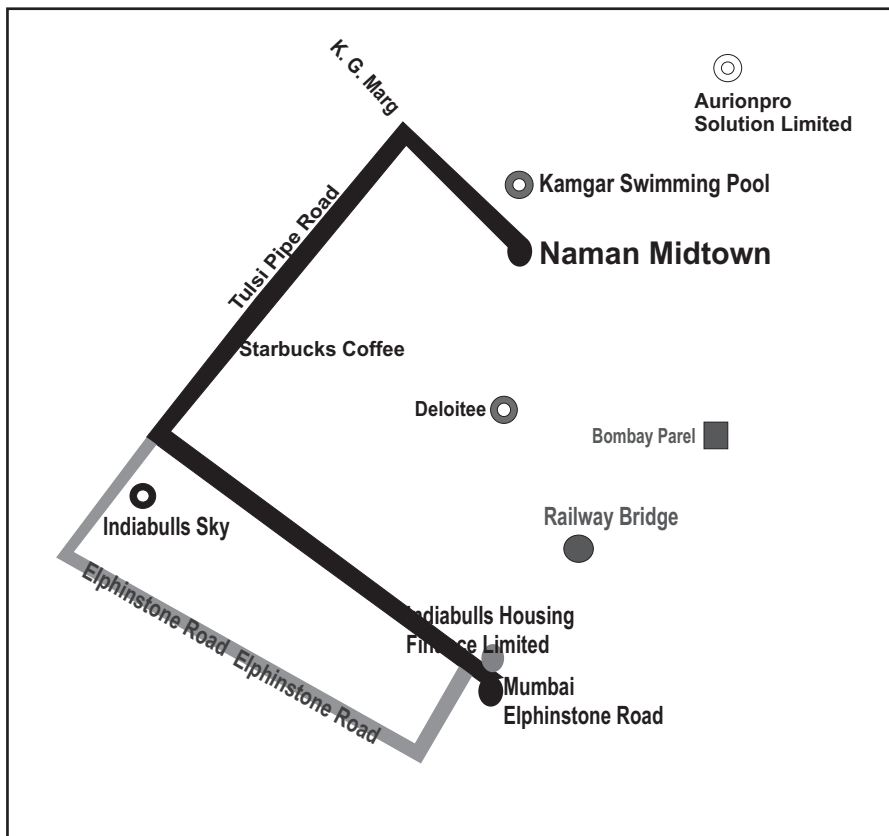 K. G. Marg
Aurionpro
Solution Limited
Kamgar Swimming Pool
Tulsi Pipe Road
Naman Midtown
Starbucks Coffee
Deloitee
Bombay Parel
Indiabulls Sky
Railway Bridge
Elphinstone Road Elphinstone Road
Indiabulls Housing
Finance Limited
Mumbai
Elphinstone Road